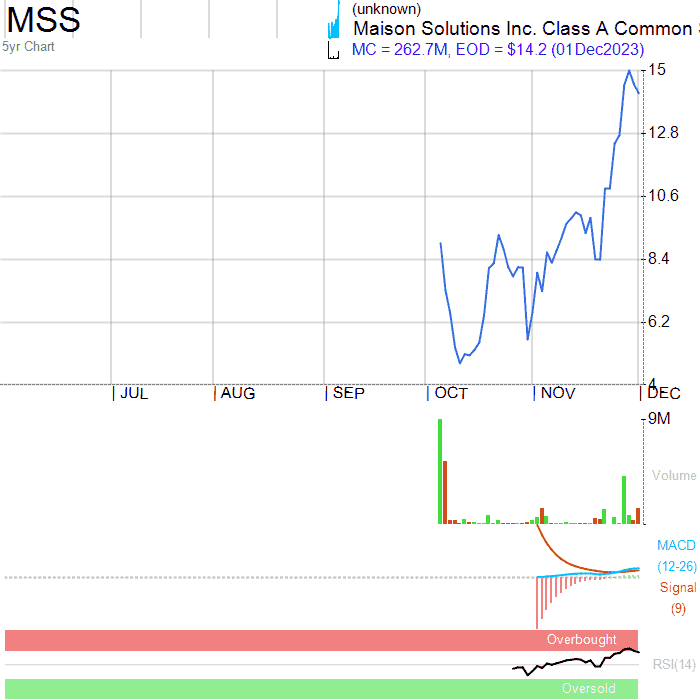 MSS
(unknown)
Maison Solutions Inc. Class A Common
5yr Chart
MC = 262.7M, EOD = $14.2 (01Dec2023)
15
12.8
10.6
8.4
6.2
4
JUL
AUG
SEP
OCT
NOV
DEC
9M
Volume
MACD
(12-26)
Signal
(9)
Overbought
RSI(14)
Oversold